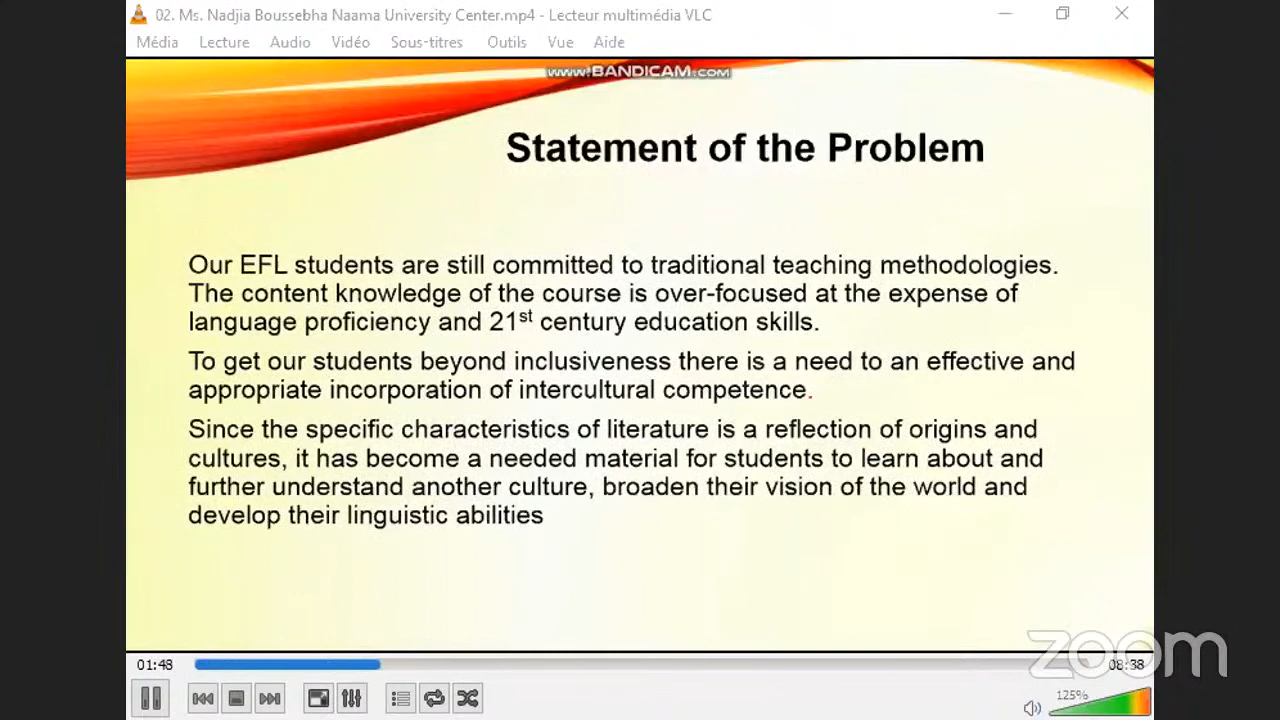 02. Ms. Nadjia Boussebha Naama University Center.mp4 - Lecteur multimédia VLC
Média Lecture Audio Vidéo Sous-titres Outils Vue Aide
www.BANDICAM.com
Statement of the Problem
Our EFL students are still committed to traditional teaching methodologies.
The content knowledge of the course is over-focused at the expense of
language proficiency and 21st century education skills.
To get our students beyond inclusiveness there is a need to an effective and
appropriate incorporation of intercultural competence.
Since the specific characteristics of literature is a reflection of origins and
cultures, it has become a needed material for students to learn about and
further understand another culture, broaden their vision of the world and
develop their linguistic abilities
zoom
01:48 08:38
125%